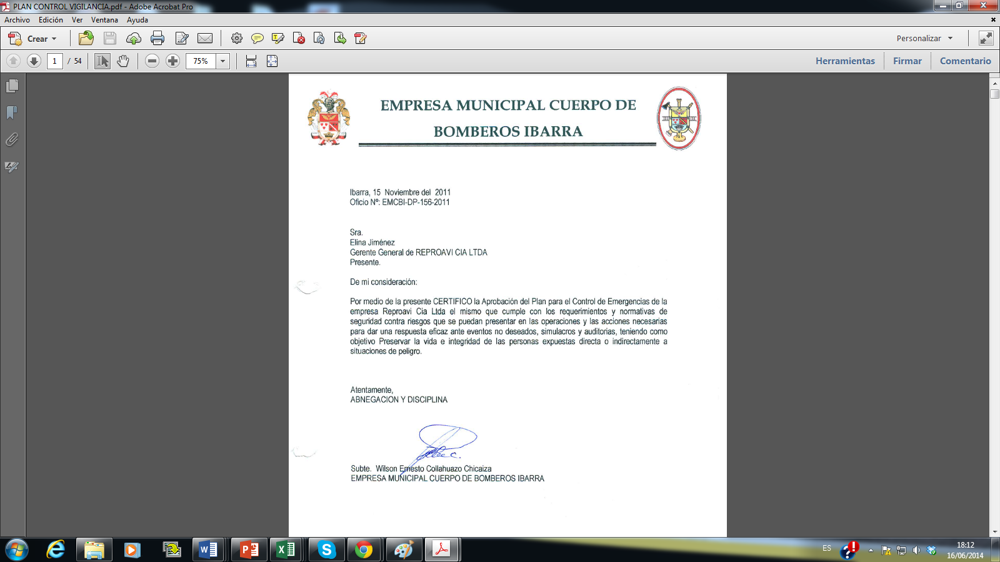 PLAN CONTROL VIGILANCIA.pdf - Adobe Acrobat Pro
Archivo Edición Ver Ventana Ayuda
Crear
Personalizar
1 / 54
75%
Herramientas Firmar Comentario
EMPRESA MUNICIPAL CUERPO DE
BOMBEROS IBARRA
Ibarra, 15 Noviembre del 2011
Oficio Nº: EMCBI-DP-156-2011
Sra.
Elina Jiménez
Gerente General de REPROAVI CIA LTDA
Presente.
De mi consideración:
Por medio de la presente CERTIFICO la Aprobación del Plan para el Control de Emergencias de la
empresa Reproavi Cia Ltda el mismo que cumple con los requerimientos y normativas de
seguridad contra riesgos que se puedan presentar en las operaciones y las acciones necesarias
para dar una respuesta eficaz ante eventos no deseados, simulacros y auditorias, teniendo como
objetivo Preservar la vida e integridad de las personas expuestas directa o indirectamente a
situaciones de peligro.
Atentamente,
ABNEGACION Y DISCIPLINA
Subte. Wilson Ernesto Collahuazo Chicaiza
EMPRESA MUNICIPAL CUERPO DE BOMBEROS IBARRA
ES
18:12
16/06/2014